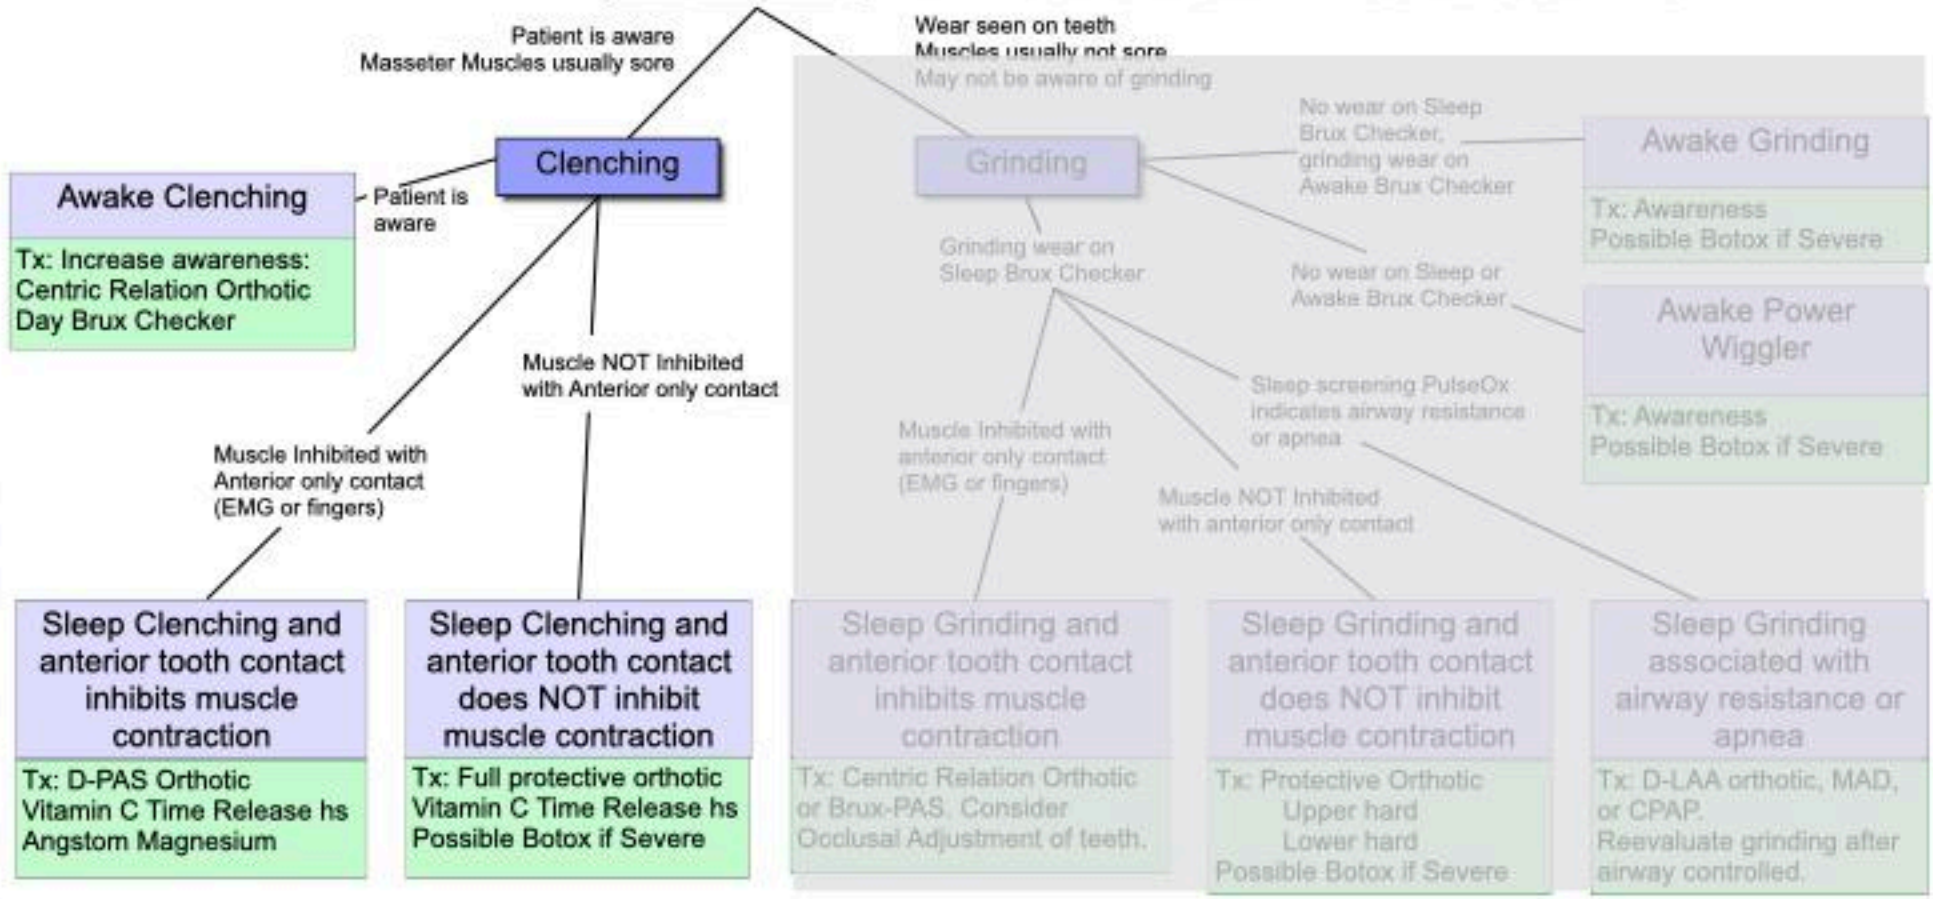 Patient is aware
Masseter Muscles usually sore
Wear seen on teeth
Muscles usually not sore
May not be aware of grinding
Clenching
Patient is
aware
Awake Clenching
Tx: Increase awareness:
Centric Relation Orthotic
Day Brux Checker
Muscle Inhibited with
Anterior only contact
(EMG or fingers)
Muscle NOT Inhibited
with Anterior only contact
Sleep Clenching and
anterior tooth contact
inhibits muscle
contraction
Tx: D-PAS Orthotic
Vitamin C Time Release hs
Angstom Magnesium
Sleep Clenching and
anterior tooth contact
does NOT inhibit
muscle contraction
Tx: Full protective orthotic
Vitamin C Time Release hs
Possible Botox if Severe
Grinding
No wear on Sleep
Brux Checker,
grinding wear on
Awake Brux Checker
Awake Grinding
Tx: Awareness
Possible Botox if Severe
No wear on Sleep or
Awake Brux Checker
Awake Power
Wiggler
Tx: Awareness
Possible Botox if Severe
Grinding wear on
Sleep Brux Checker
Muscle Inhibited with
anterior only contact
(EMG or fingers)
Muscle NOT Inhibited
with anterior only contact
Sleep screening PulseOx
indicates airway resistance
or apnea
Sleep Grinding and
anterior tooth contact
inhibits muscle
contraction
Tx: Centric Relation Orthotic
or Brux-PAS. Consider
Occlusal Adjustment of teeth.
Sleep Grinding and
anterior tooth contact
does NOT inhibit
muscle contraction
Tx: Protective Orthotic
Upper hard
Lower hard
Possible Botox if Severe
Sleep Grinding
associated with
airway resistance or
apnea
Tx: D-LAA orthotic, MAD,
or CPAP.
Reevaluate grinding after
airway controlled.